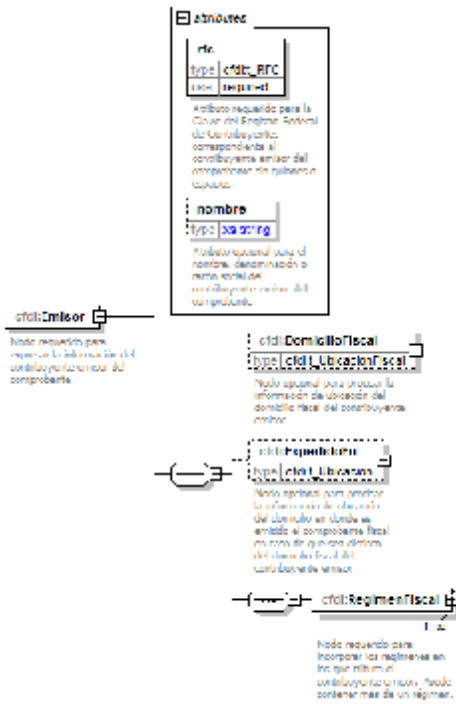 atributes
rfc
type cfdi:t_RFC
use required
Atributo requerido para la
Clave del Registro Federal
de Contribuyentes
correspondiente al
contribuyente emisor del
comprobante sin guiones o
espacios.
nombre
type xs:string
Atributo opcional para el
nombre, denominación o
razón social del
contribuyente emisor del
comprobante.
cfdi:Emisor
Nodo requerido para
expresar la información del
contribuyente emisor del
comprobante.
cfdi:DomicilioFiscal
type cfdi:t_UbicacionFiscal
Nodo opcional para precisar la
información de ubicación del
domicilio fiscal del contribuyente
emisor
cfdi:ExpedidoEn
type cfdi:t_Ubicacion
Nodo opcional para precisar
la información de ubicación
del domicilio en donde es
emitido el comprobante fiscal
en caso de que sea distinto
del domicilio fiscal del
contribuyente emisor.
cfdi:RegimenFiscal
Nodo requerido para
incorporar los regímenes en
los que tributa el
contribuyente emisor. Puede
contener más de un régimen.